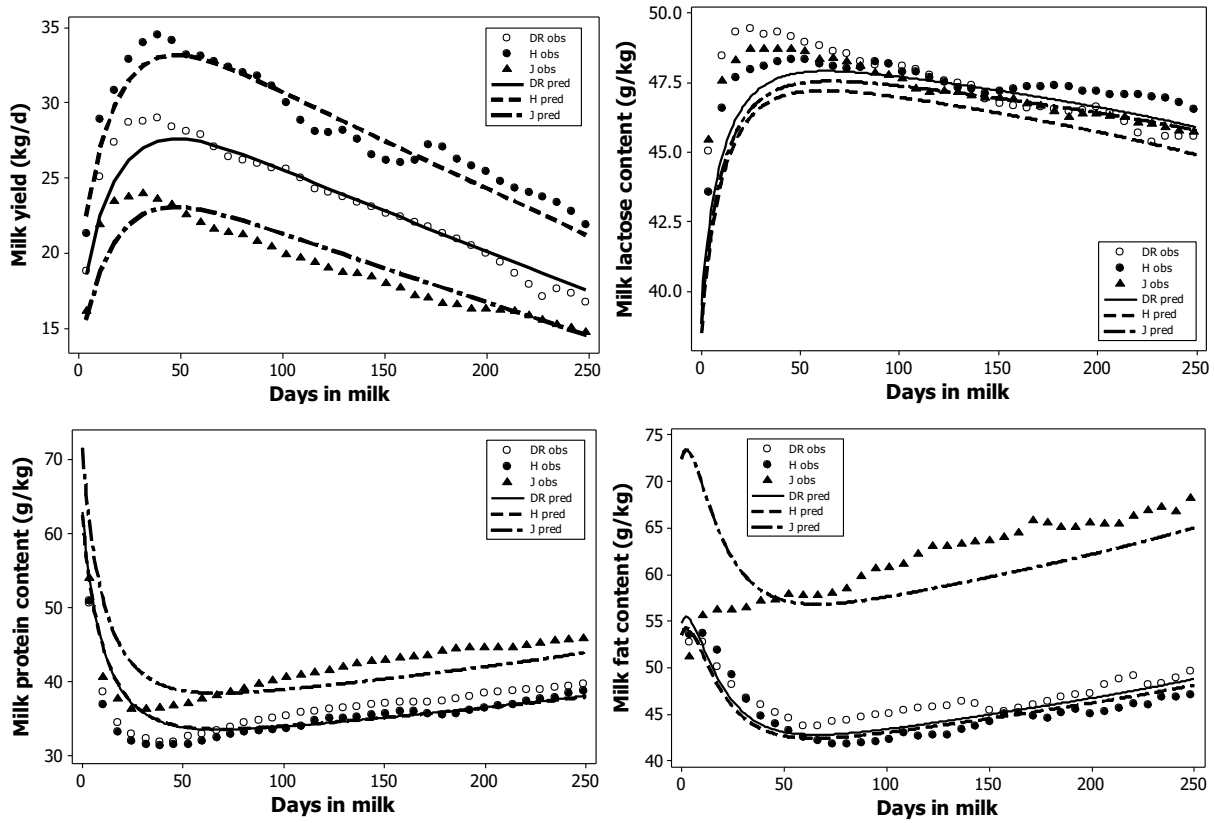 Milk yield (kg/d)
35
30
25
20
15
0 50 100 150 200 250
Days in milk
DR obs
H obs
J obs
DR pred
H pred
J pred
Milk lactose content (g/kg)
50.0
47.5
45.0
42.5
40.0
0 50 100 150 200 250
Days in milk
DR obs
H obs
J obs
DR pred
H pred
J pred
Milk protein content (g/kg)
70
60
50
40
30
0 50 100 150 200 250
Days in milk
DR obs
H obs
J obs
DR pred
H pred
J pred
Milk fat content (g/kg)
75
70
65
60
55
50
45
40
0 50 100 150 200 250
Days in milk
DR obs
H obs
J obs
DR pred
H pred
J pred